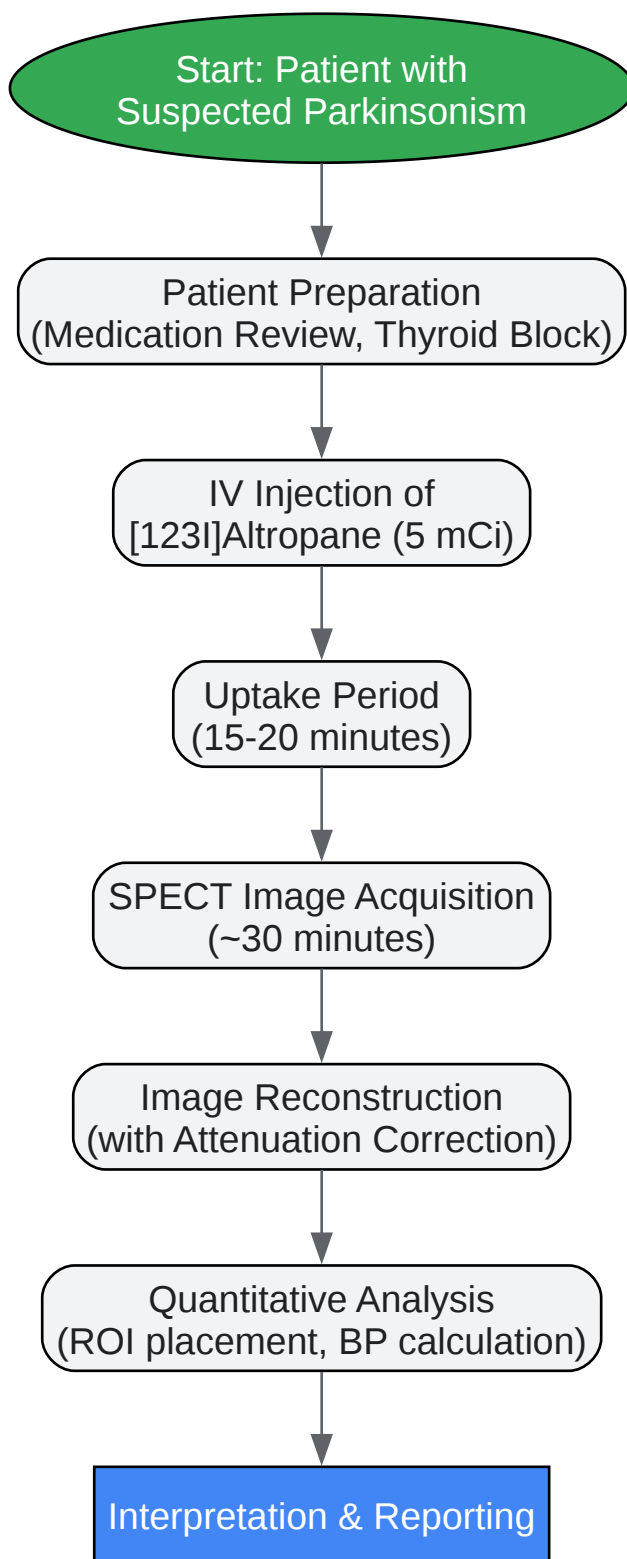 Start: Patient with
Suspected Parkinsonism
Patient Preparation
(Medication Review, Thyroid Block)
IV Injection of
[123I]Altropane (5 mCi)
Uptake Period
(15-20 minutes)
SPECT Image Acquisition
(~30 minutes)
Image Reconstruction
(with Attenuation Correction)
Quantitative Analysis
(ROI placement, BP calculation)
Interpretation & Reporting